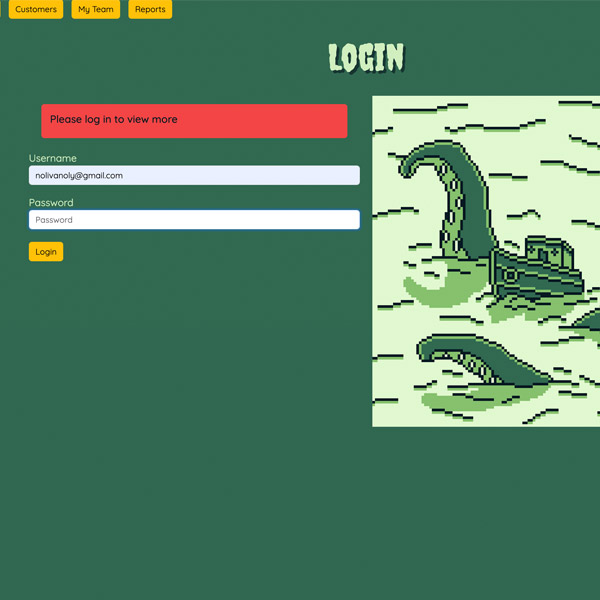 Customers My Team Reports
LOGIN
Please log in to view more
Username
nolivanoly@gmail.com
Password
Password
Login